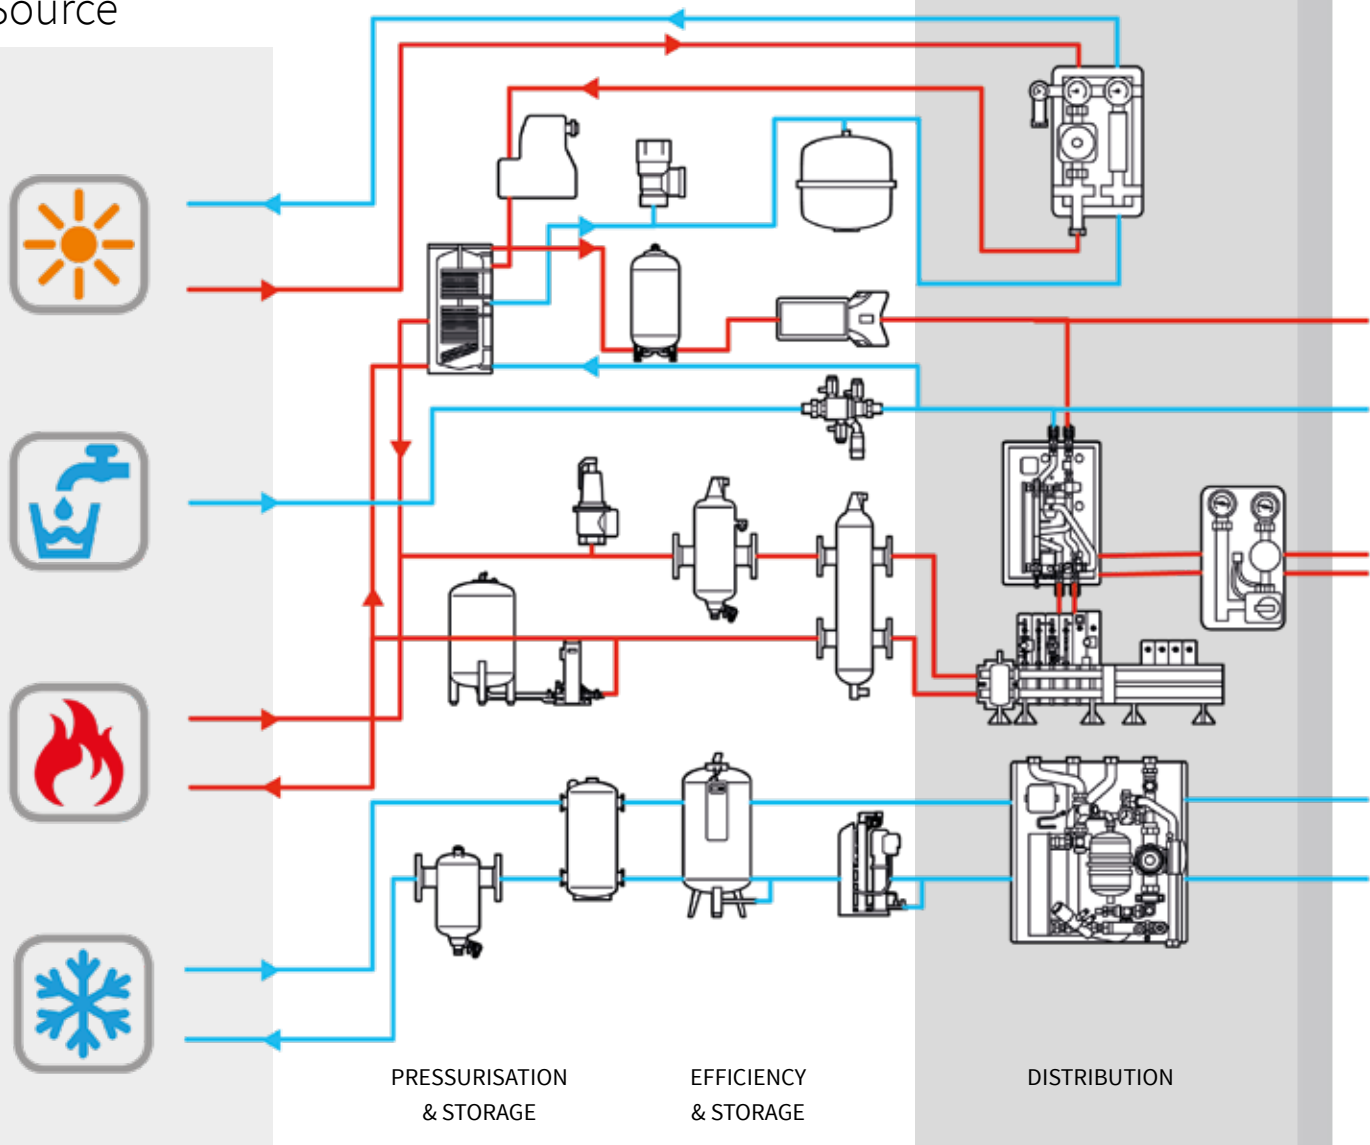 Source
PRESSURISATION
& STORAGE
EFFICIENCY
& STORAGE
DISTRIBUTION